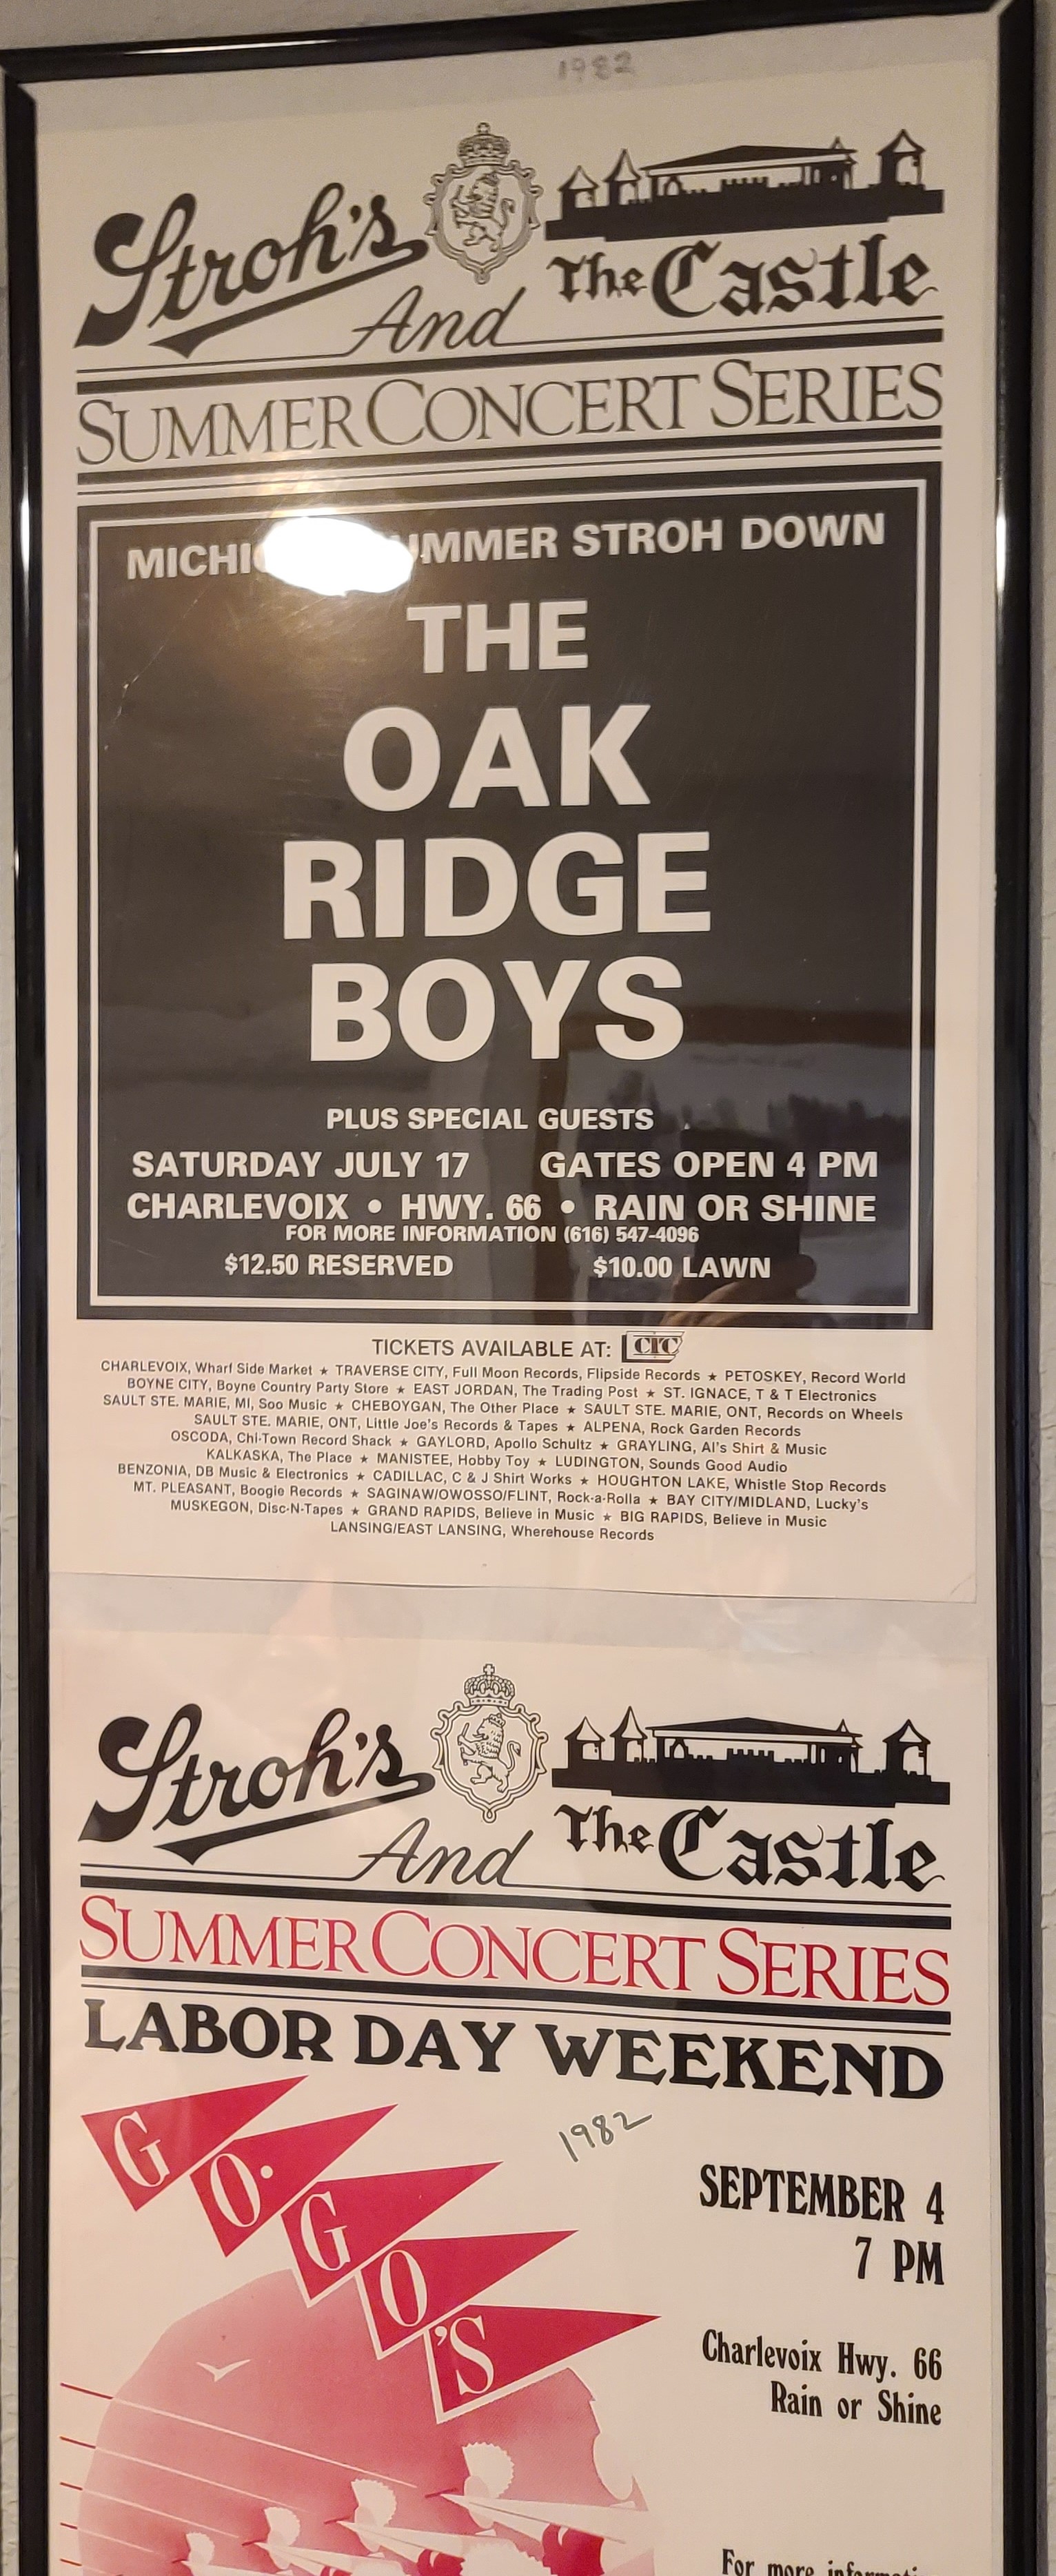 1982
Stroh's
And
The Castle
SUMMER CONCERT SERIES
SUMMER STROH DOWN
THE
OAK
RIDGE
BOYS
PLUS SPECIAL GUESTS
SATURDAY JULY 17 GATES OPEN 4 PM
CHARLEVOIX • HWY. 66 • RAIN OR SHINE
FOR MORE INFORMATION (616) 547-4096
$12.50 RESERVED $10.00 LAWN
TICKETS AVAILABLE AT: CTC
CHARLEVOIX, Wharf Side Market ★ TRAVERSE CITY, Full Moon Records, Flipside Records ★ PETOSKEY, Record World
BOYNE CITY, Boyne Country Party Store ★ EAST JORDAN, The Trading Post ★ ST. IGNACE, T & T Electronics
SAULT STE. MARIE, MI, Soo Music ★ CHEBOYGAN, The Other Place ★ SAULT STE. MARIE, ONT, Records on Wheels
SAULT STE. MARIE, ONT, Little Joe's Records & Tapes ★ ALPENA, Rock Garden Records
OSCODA, Chi-Town Record Shack ★ GAYLORD, Apollo Schultz ★ GRAYLING, Al's Shirt & Music
KALKASKA, The Place ★ MANISTEE, Hobby Toy ★ LUDINGTON, Sounds Good Audio
BENZONIA, DB Music & Electronics ★ CADILLAC, C & J Shirt Works ★ HOUGHTON LAKE, Whistle Stop Records
MT. PLEASANT, Boogie Records ★ SAGINAW/OWOSSO/FLINT, Rock-a-Rolla ★ BAY CITY/MIDLAND, Lucky's
MUSKEGON, Disc-N-Tapes ★ GRAND RAPIDS, Believe in Music ★ BIG RAPIDS, Believe in Music
LANSING/EAST LANSING, Wherehouse Records
Stroh's
And
The Castle
SUMMER CONCERT SERIES
LABOR DAY WEEKEND
GO·GO'S
1982
SEPTEMBER 4
7 PM
Charlevoix Hwy. 66
Rain or Shine
For more